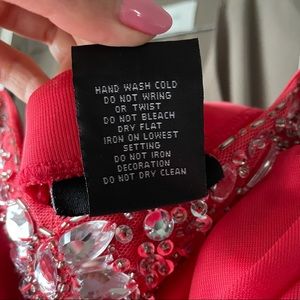 HAND WASH COLD
DO NOT WRING
OR TWIST
DO NOT BLEACH
DRY FLAT
IRON ON LOWEST
SETTING
DO NOT IRON
DECORATION
DO NOT DRY CLEAN